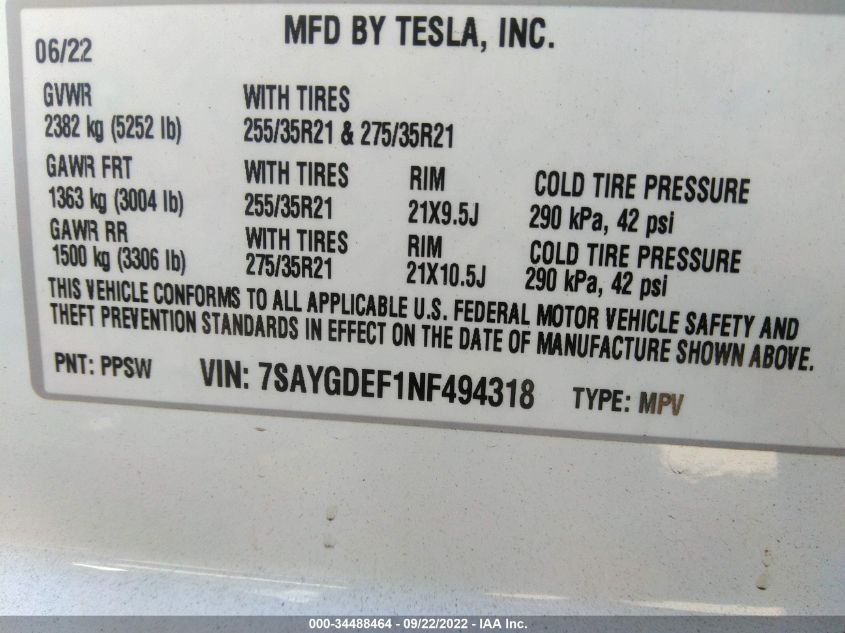 MFD BY TESLA, INC.
06/22
GVWR WITH TIRES
2382 kg (5252 lb) 255/35R21 & 275/35R21
GAWR FRT WITH TIRES RIM COLD TIRE PRESSURE
1363 kg (3004 lb) 255/35R21 21X9.5J 290 kPa, 42 psi
GAWR RR WITH TIRES RIM COLD TIRE PRESSURE
1500 kg (3306 lb) 275/35R21 21X10.5J 290 kPa, 42 psi
THIS VEHICLE CONFORMS TO ALL APPLICABLE U.S. FEDERAL MOTOR VEHICLE SAFETY AND
THEFT PREVENTION STANDARDS IN EFFECT ON THE DATE OF MANUFACTURE SHOWN ABOVE.
PNT: PPSW VIN: 7SAYGDEF1NF494318 TYPE: MPV
000-34488464 - 09/22/2022 - IAA Inc.